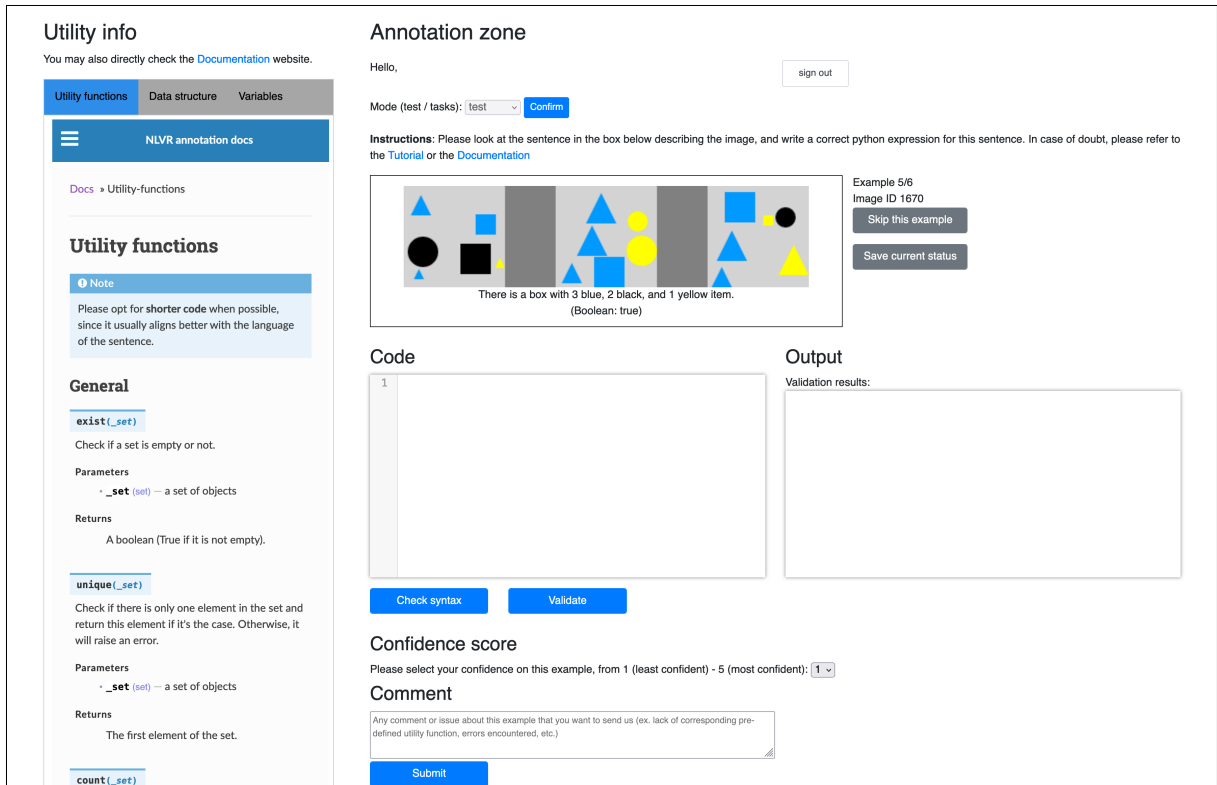 Utility info
You may also directly check the Documentation website.
Utility functions Data structure Variables
NLVR annotation docs
Docs » Utility-functions
Utility functions
Note
Please opt for shorter code when possible,
since it usually aligns better with the language
of the sentence.
General
exist(_set)
Check if a set is empty or not.
Parameters
• _set (set) — a set of objects
Returns
A boolean (True if it is not empty).
unique(_set)
Check if there is only one element in the set and
return this element if it's the case. Otherwise, it
will raise an error.
Parameters
• _set (set) — a set of objects
Returns
The first element of the set.
count(_set)
Annotation zone
Hello,
sign out
Mode (test / tasks): test Confirm
Instructions: Please look at the sentence in the box below describing the image, and write a correct python expression for this sentence. In case of doubt, please refer to
the Tutorial or the Documentation
There is a box with 3 blue, 2 black, and 1 yellow item.
(Boolean: true)
Example 5/6
Image ID 1670
Skip this example
Save current status
Code
1
Check syntax Validate
Output
Validation results:
Confidence score
Please select your confidence on this example, from 1 (least confident) - 5 (most confident): 1
Comment
Any comment or issue about this example that you want to send us (ex. lack of corresponding pre-
defined utility function, errors encountered, etc.)
Submit